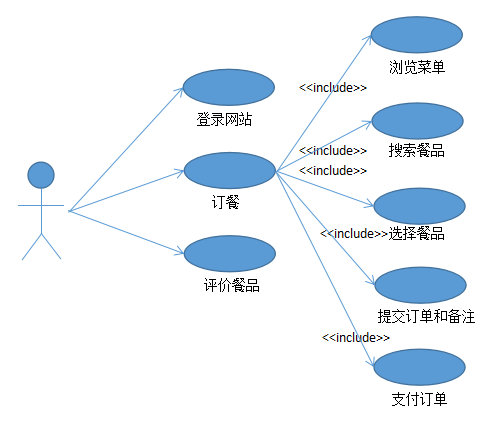 浏览菜单
<<include>>
登录网站
<<include>>
搜索餐品
<<include>>
订餐
<<include>>
选择餐品
评价餐品
提交订单和备注
<<include>>
支付订单